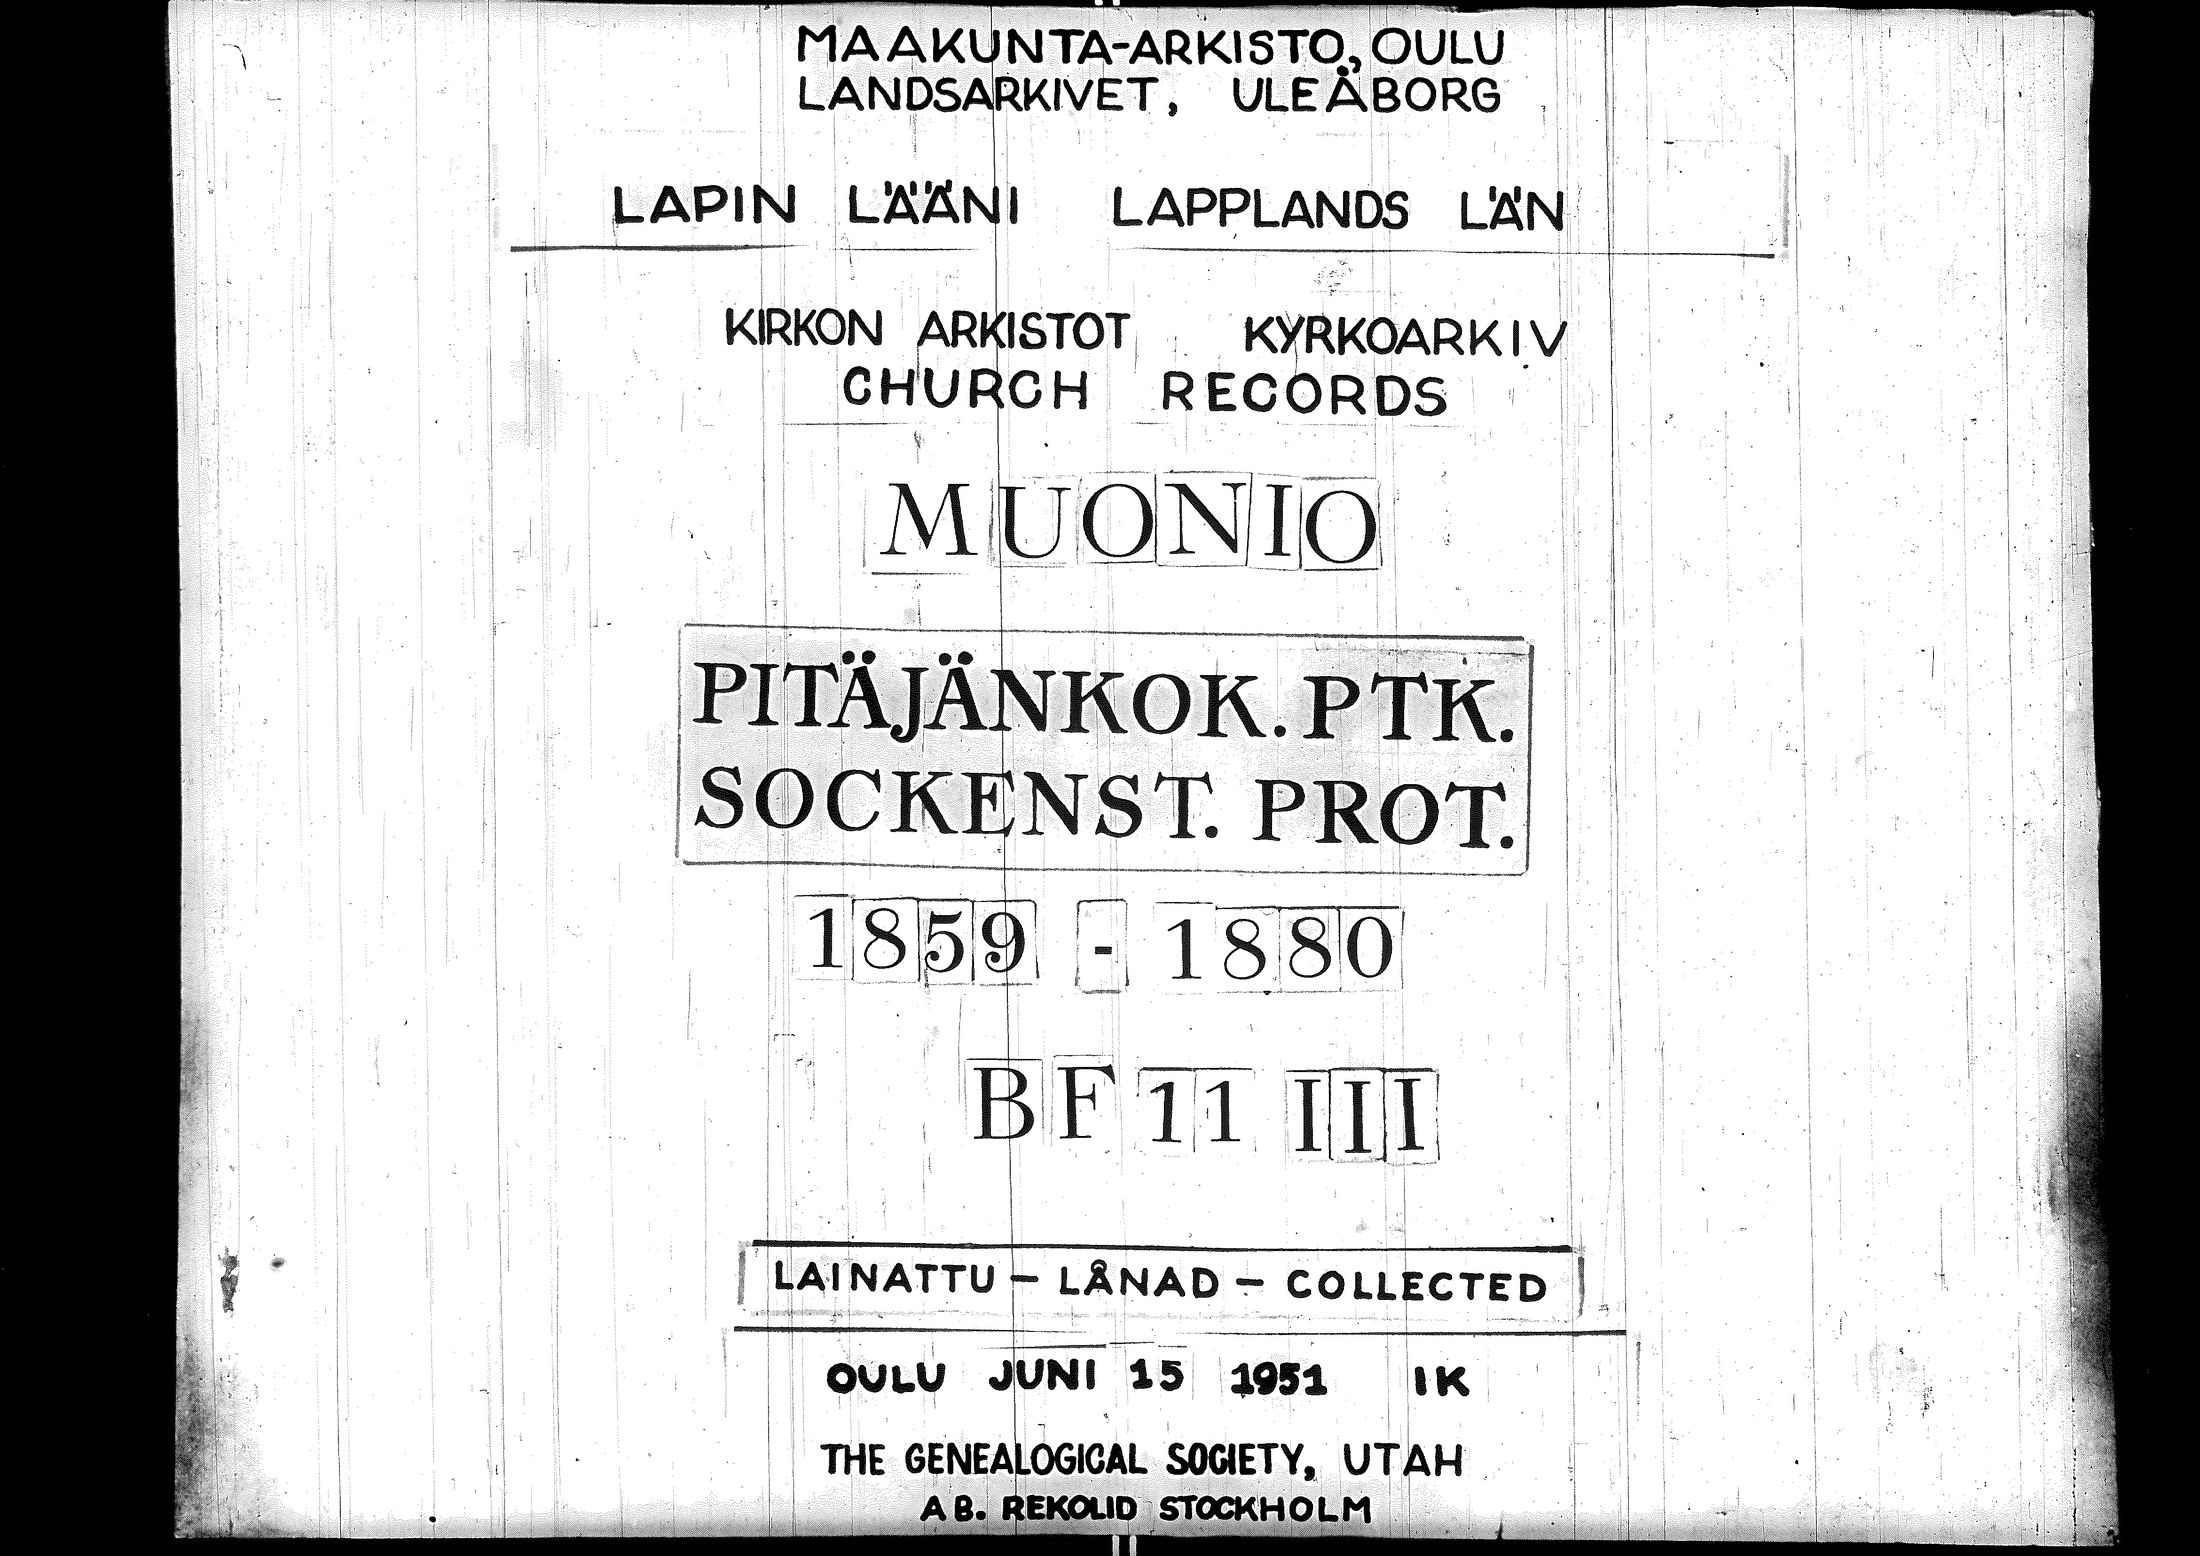 MAAKUNTA-ARKISTO, OULU
LANDSARKIVET, ULEÅBORG
LAPIN LÄÄNI LAPPLANDS LÄN
KIRKON ARKISTOT KYRKOARKIV
CHURCH RECORDS
MUONIO
PITÄJÄNKOK. PTK.
SOCKENST. PROT.
1859 - 1880
BF 11 III
LAINATTU - LÅNAD - COLLECTED
OULU JUNI 15 1951 IK
THE GENEALOGICAL SOCIETY, UTAH
AB. REKOLID STOCKHOLM